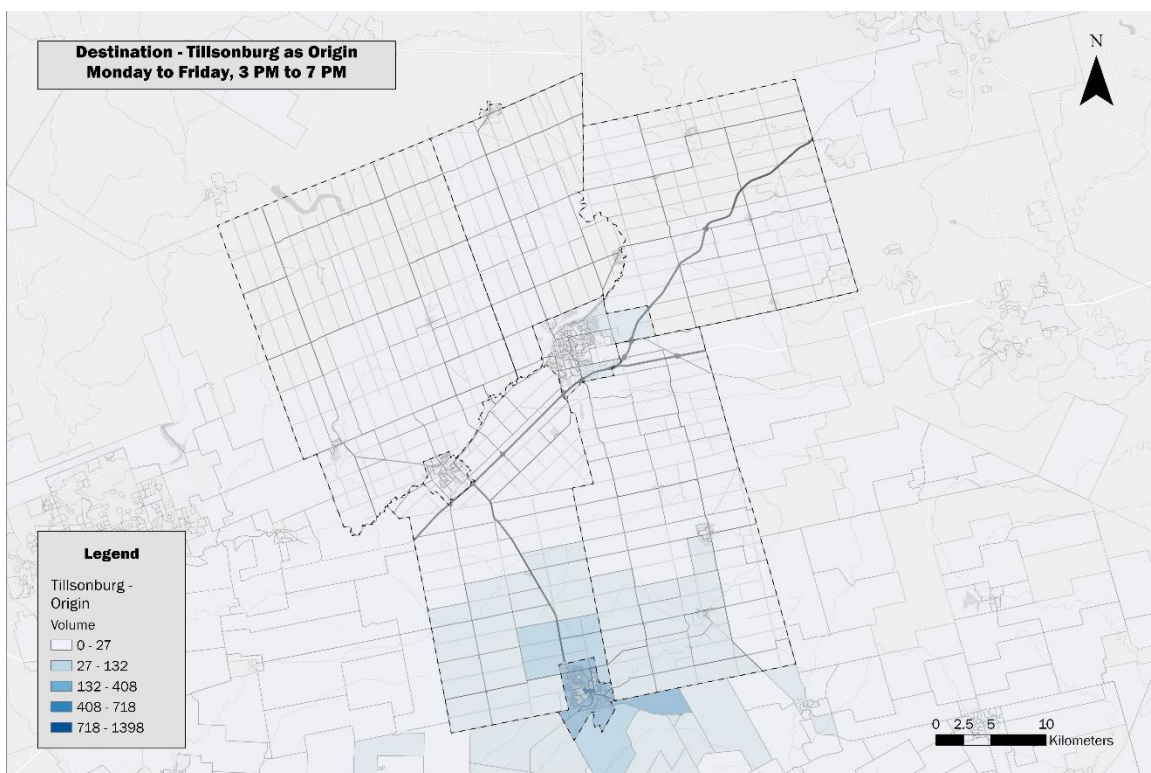 Destination - Tillsonburg as Origin
Monday to Friday, 3 PM to 7 PM
N
Legend
Tillsonburg -
Origin
Volume
0 - 27
27 - 132
132 - 408
408 - 718
718 - 1398
0 2.5 5 10
Kilometers